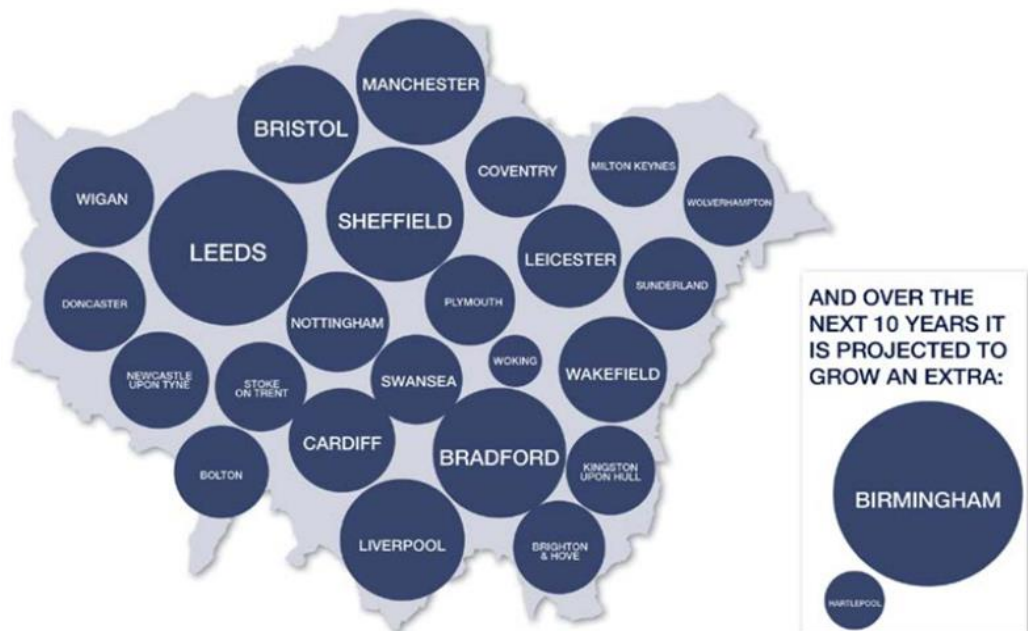 MANCHESTER
BRISTOL
COVENTRY
MILTON KEYNES
WIGAN
WOLVERHAMPTON
SHEFFIELD
LEEDS
LEICESTER
SUNDERLAND
DONCASTER
PLYMOUTH
NOTTINGHAM
WOKING
NEWCASTLE
UPON TYNE
STOKE
ON TRENT
SWANSEA
WAKEFIELD
CARDIFF
BRADFORD
KINGSTON
UPON HULL
BOLTON
LIVERPOOL
BRIGHTON
& HOVE
AND OVER THE
NEXT 10 YEARS IT
IS PROJECTED TO
GROW AN EXTRA:
BIRMINGHAM
HARTLEPOOL